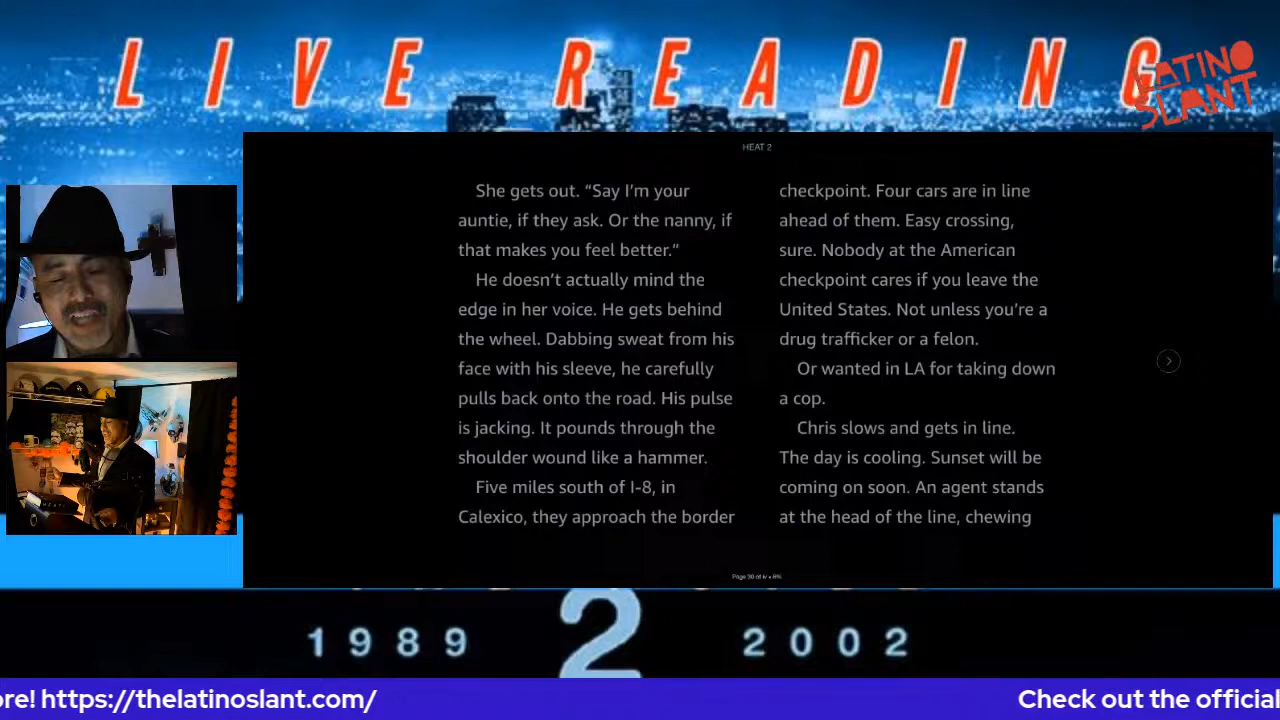 LIVE READING
LATINO
SLANT
HEAT 2
She gets out. “Say I’m your
auntie, if they ask. Or the nanny, if
that makes you feel better.”
He doesn’t actually mind the
edge in her voice. He gets behind
the wheel. Dabbing sweat from his
face with his sleeve, he carefully
pulls back onto the road. His pulse
is jacking. It pounds through the
shoulder wound like a hammer.
Five miles south of I-8, in
Calexico, they approach the border
checkpoint. Four cars are in line
ahead of them. Easy crossing,
sure. Nobody at the American
checkpoint cares if you leave the
United States. Not unless you’re a
drug trafficker or a felon.
Or wanted in LA for taking down
a cop.
Chris slows and gets in line.
The day is cooling. Sunset will be
coming on soon. An agent stands
at the head of the line, chewing
Page 30 of iv • 6%
1989 2 2002
ore! https://thelatinoslant.com/ Check out the official